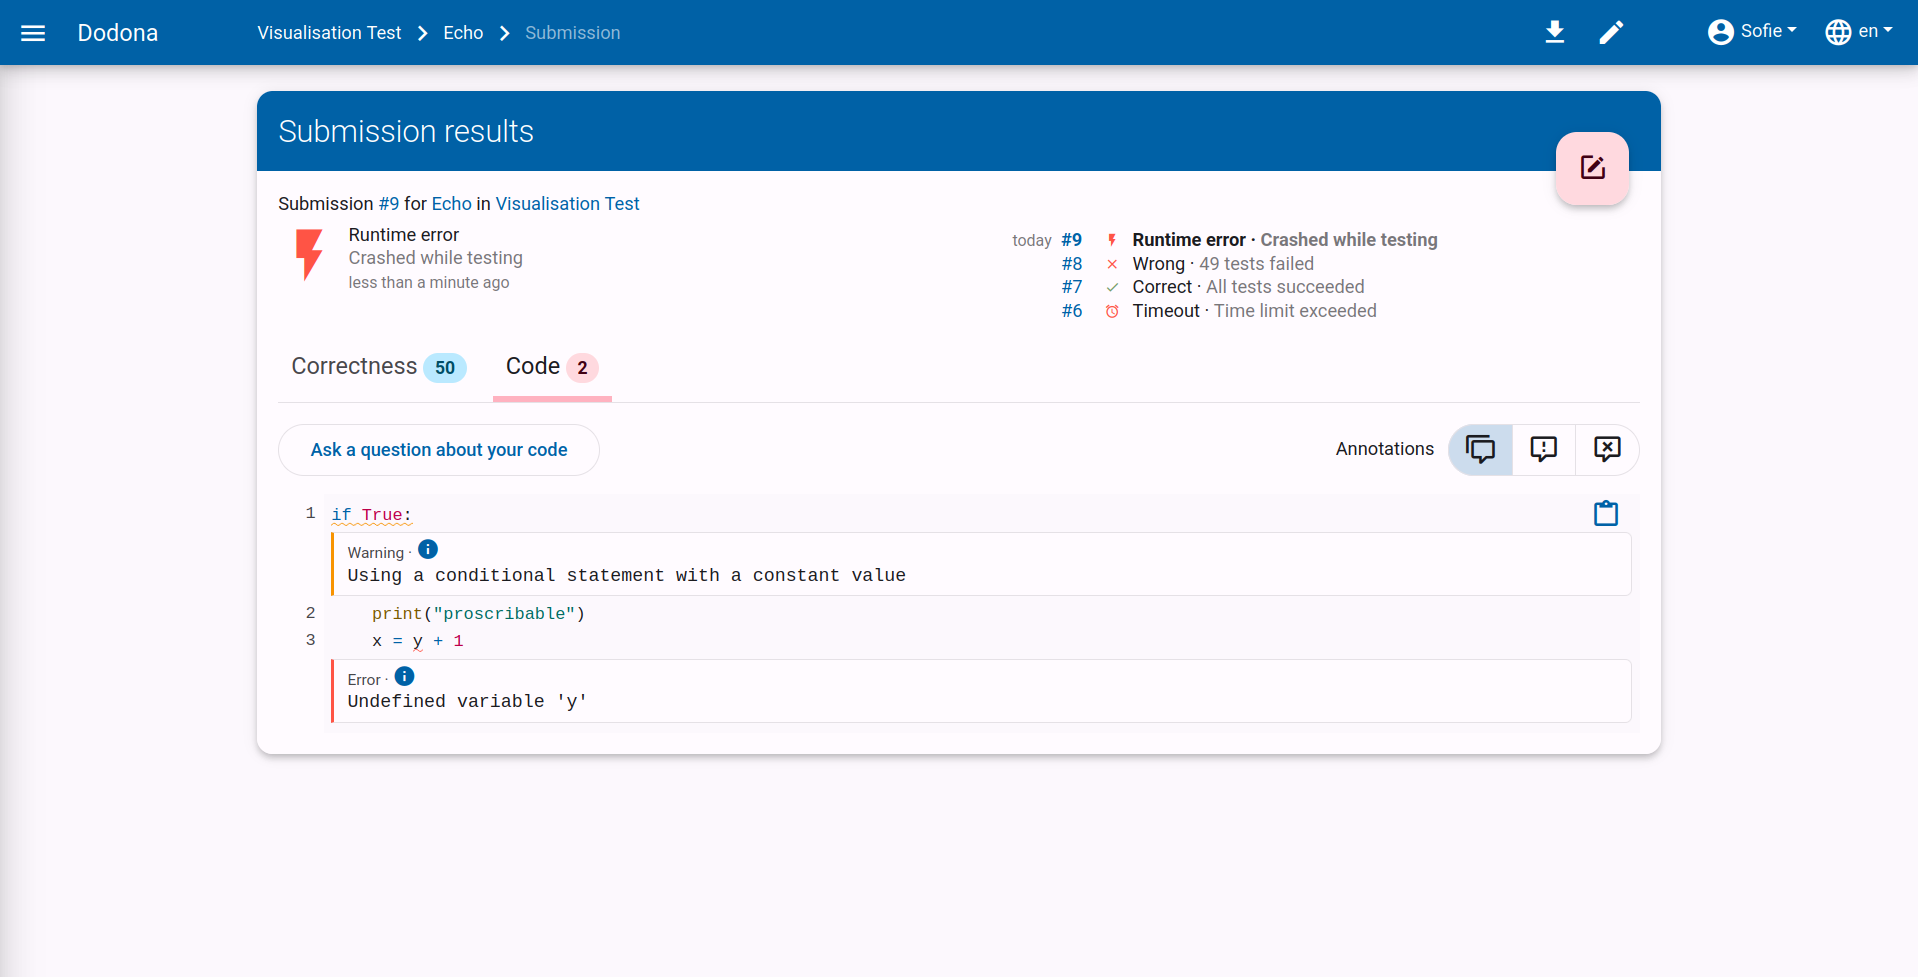 Dodona
Visualisation Test Echo Submission
Sofie
en
Submission results
Submission #9 for Echo in Visualisation Test
Runtime error
Crashed while testing
less than a minute ago
today #9 Runtime error · Crashed while testing
#8 Wrong · 49 tests failed
#7 Correct · All tests succeeded
#6 Timeout · Time limit exceeded
Correctness 50 Code 2
Ask a question about your code
Annotations
1 if True:
Warning ·
Using a conditional statement with a constant value
2     print("proscribable")
3     x = y + 1
Error ·
Undefined variable 'y'